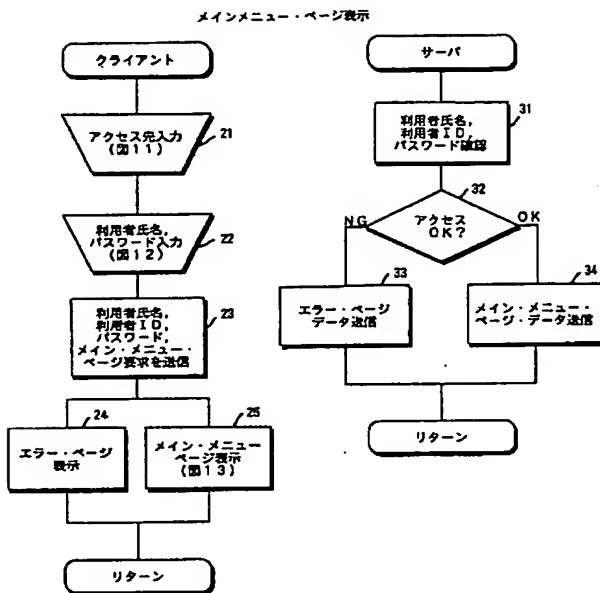 メインメニュー・ページ表示
クライアント
アクセス先入力
(図11)
21
利用者氏名,
パスワード入力
(図12)
22
利用者氏名,
利用者ID,
パスワード,
メイン・メニュー・
ページ要求を送信
23
24
エラー・ページ
表示
25
メイン・メニュー
ページ表示
(図13)
リターン
サーバ
31
利用者氏名,
利用者ID,
パスワード確認
32
NG
アクセス
OK?
OK
33
エラー・ページ
データ送信
34
メイン・メニュー・
ページ・データ送信
リターン